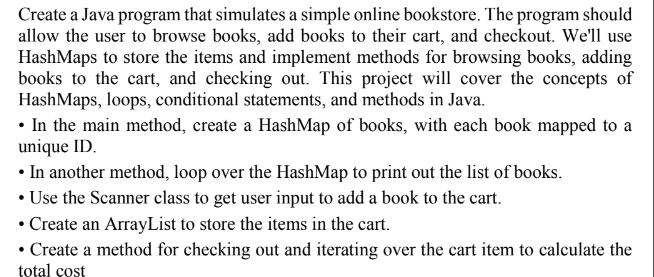 Create a Java program that simulates a simple online bookstore. The program should
allow the user to browse books, add books to their cart, and checkout. We'll use
HashMaps to store the items and implement methods for browsing books, adding
books to the cart, and checking out. This project will cover the concepts of
HashMaps, loops, conditional statements, and methods in Java.
• In the main method, create a HashMap of books, with each book mapped to a
unique ID.
• In another method, loop over the HashMap to print out the list of books.
• Use the Scanner class to get user input to add a book to the cart.
• Create an ArrayList to store the items in the cart.
• Create a method for checking out and iterating over the cart item to calculate the
total cost